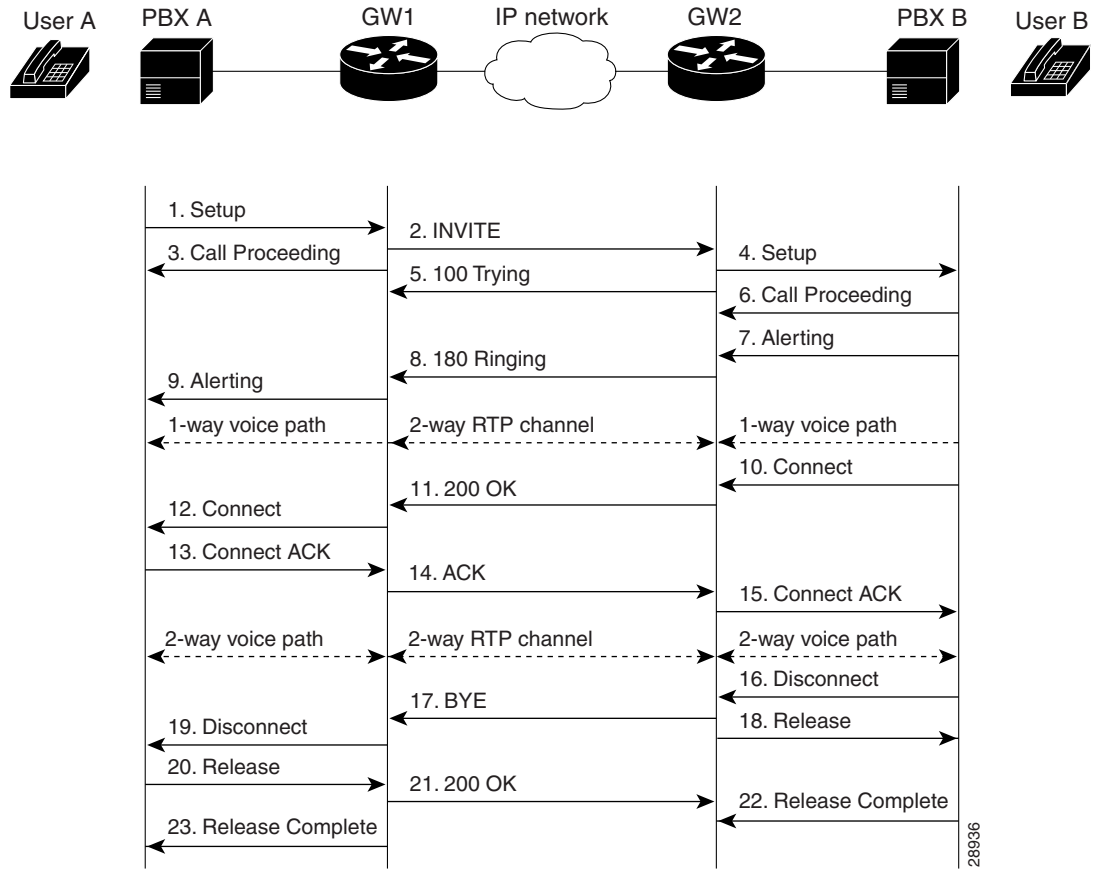 User A PBX A GW1 IP network GW2 PBX B User B
1. Setup
2. INVITE
3. Call Proceeding
4. Setup
5. 100 Trying
6. Call Proceeding
7. Alerting
8. 180 Ringing
9. Alerting
1-way voice path 2-way RTP channel 1-way voice path
10. Connect
11. 200 OK
12. Connect
13. Connect ACK
14. ACK
15. Connect ACK
2-way voice path 2-way RTP channel 2-way voice path
16. Disconnect
17. BYE
18. Release
19. Disconnect
20. Release
21. 200 OK
22. Release Complete
23. Release Complete
28936